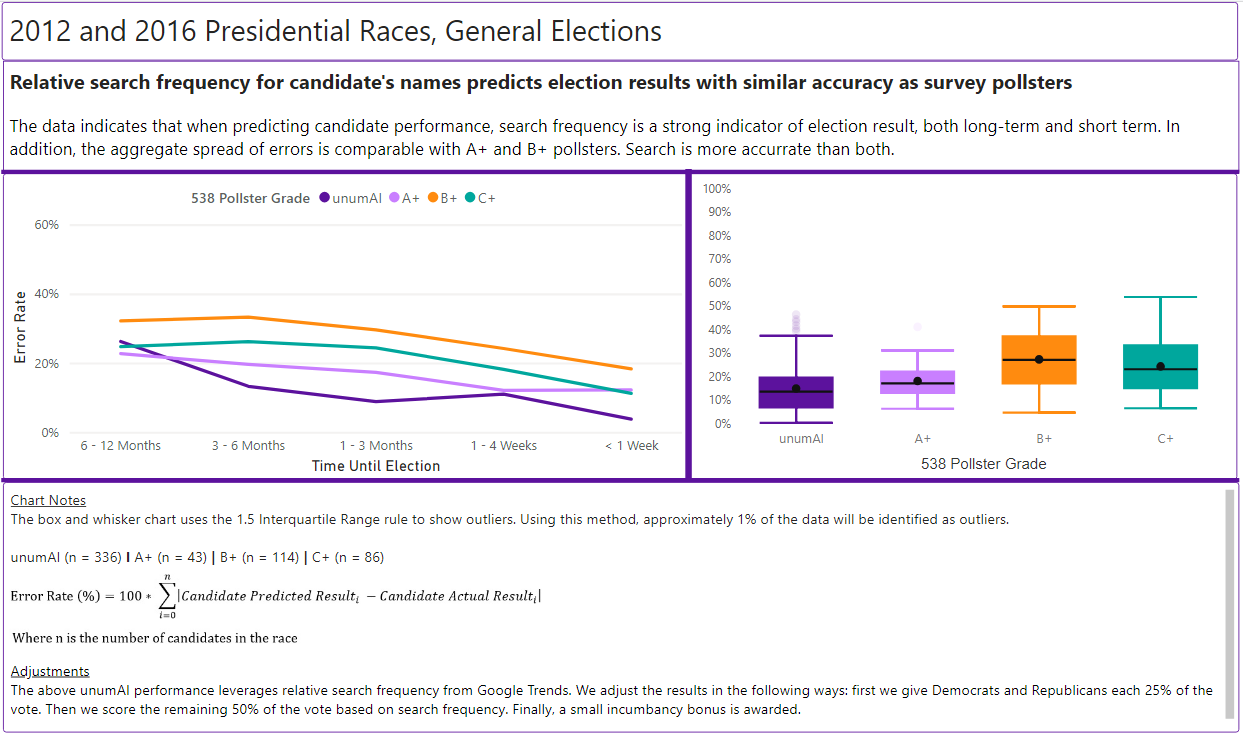 2012 and 2016 Presidential Races, General Elections
Relative search frequency for candidate's names predicts election results with similar accuracy as survey pollsters
The data indicates that when predicting candidate performance, search frequency is a strong indicator of election result, both long-term and short term. In
addition, the aggregate spread of errors is comparable with A+ and B+ pollsters. Search is more accurrate than both.
538 Pollster Grade unumAI A+ B+ C+
60%
40%
20%
0%
Error Rate
6 - 12 Months 3 - 6 Months 1 - 3 Months 1 - 4 Weeks < 1 Week
Time Until Election
100%
90%
80%
70%
60%
50%
40%
30%
20%
10%
0%
unumAI A+ B+ C+
538 Pollster Grade
Chart Notes
The box and whisker chart uses the 1.5 Interquartile Range rule to show outliers. Using this method, approximately 1% of the data will be identified as outliers.
unumAI (n = 336) I A+ (n = 43) | B+ (n = 114) | C+ (n = 86)
Error Rate (%) = 100 * ∑ⁿᵢ₌₀ |Candidate Predicted Resultᵢ − Candidate Actual Resultᵢ|
Where n is the number of candidates in the race
Adjustments
The above unumAI performance leverages relative search frequency from Google Trends. We adjust the results in the following ways: first we give Democrats and Republicans each 25% of the
vote. Then we score the remaining 50% of the vote based on search frequency. Finally, a small incumbancy bonus is awarded.